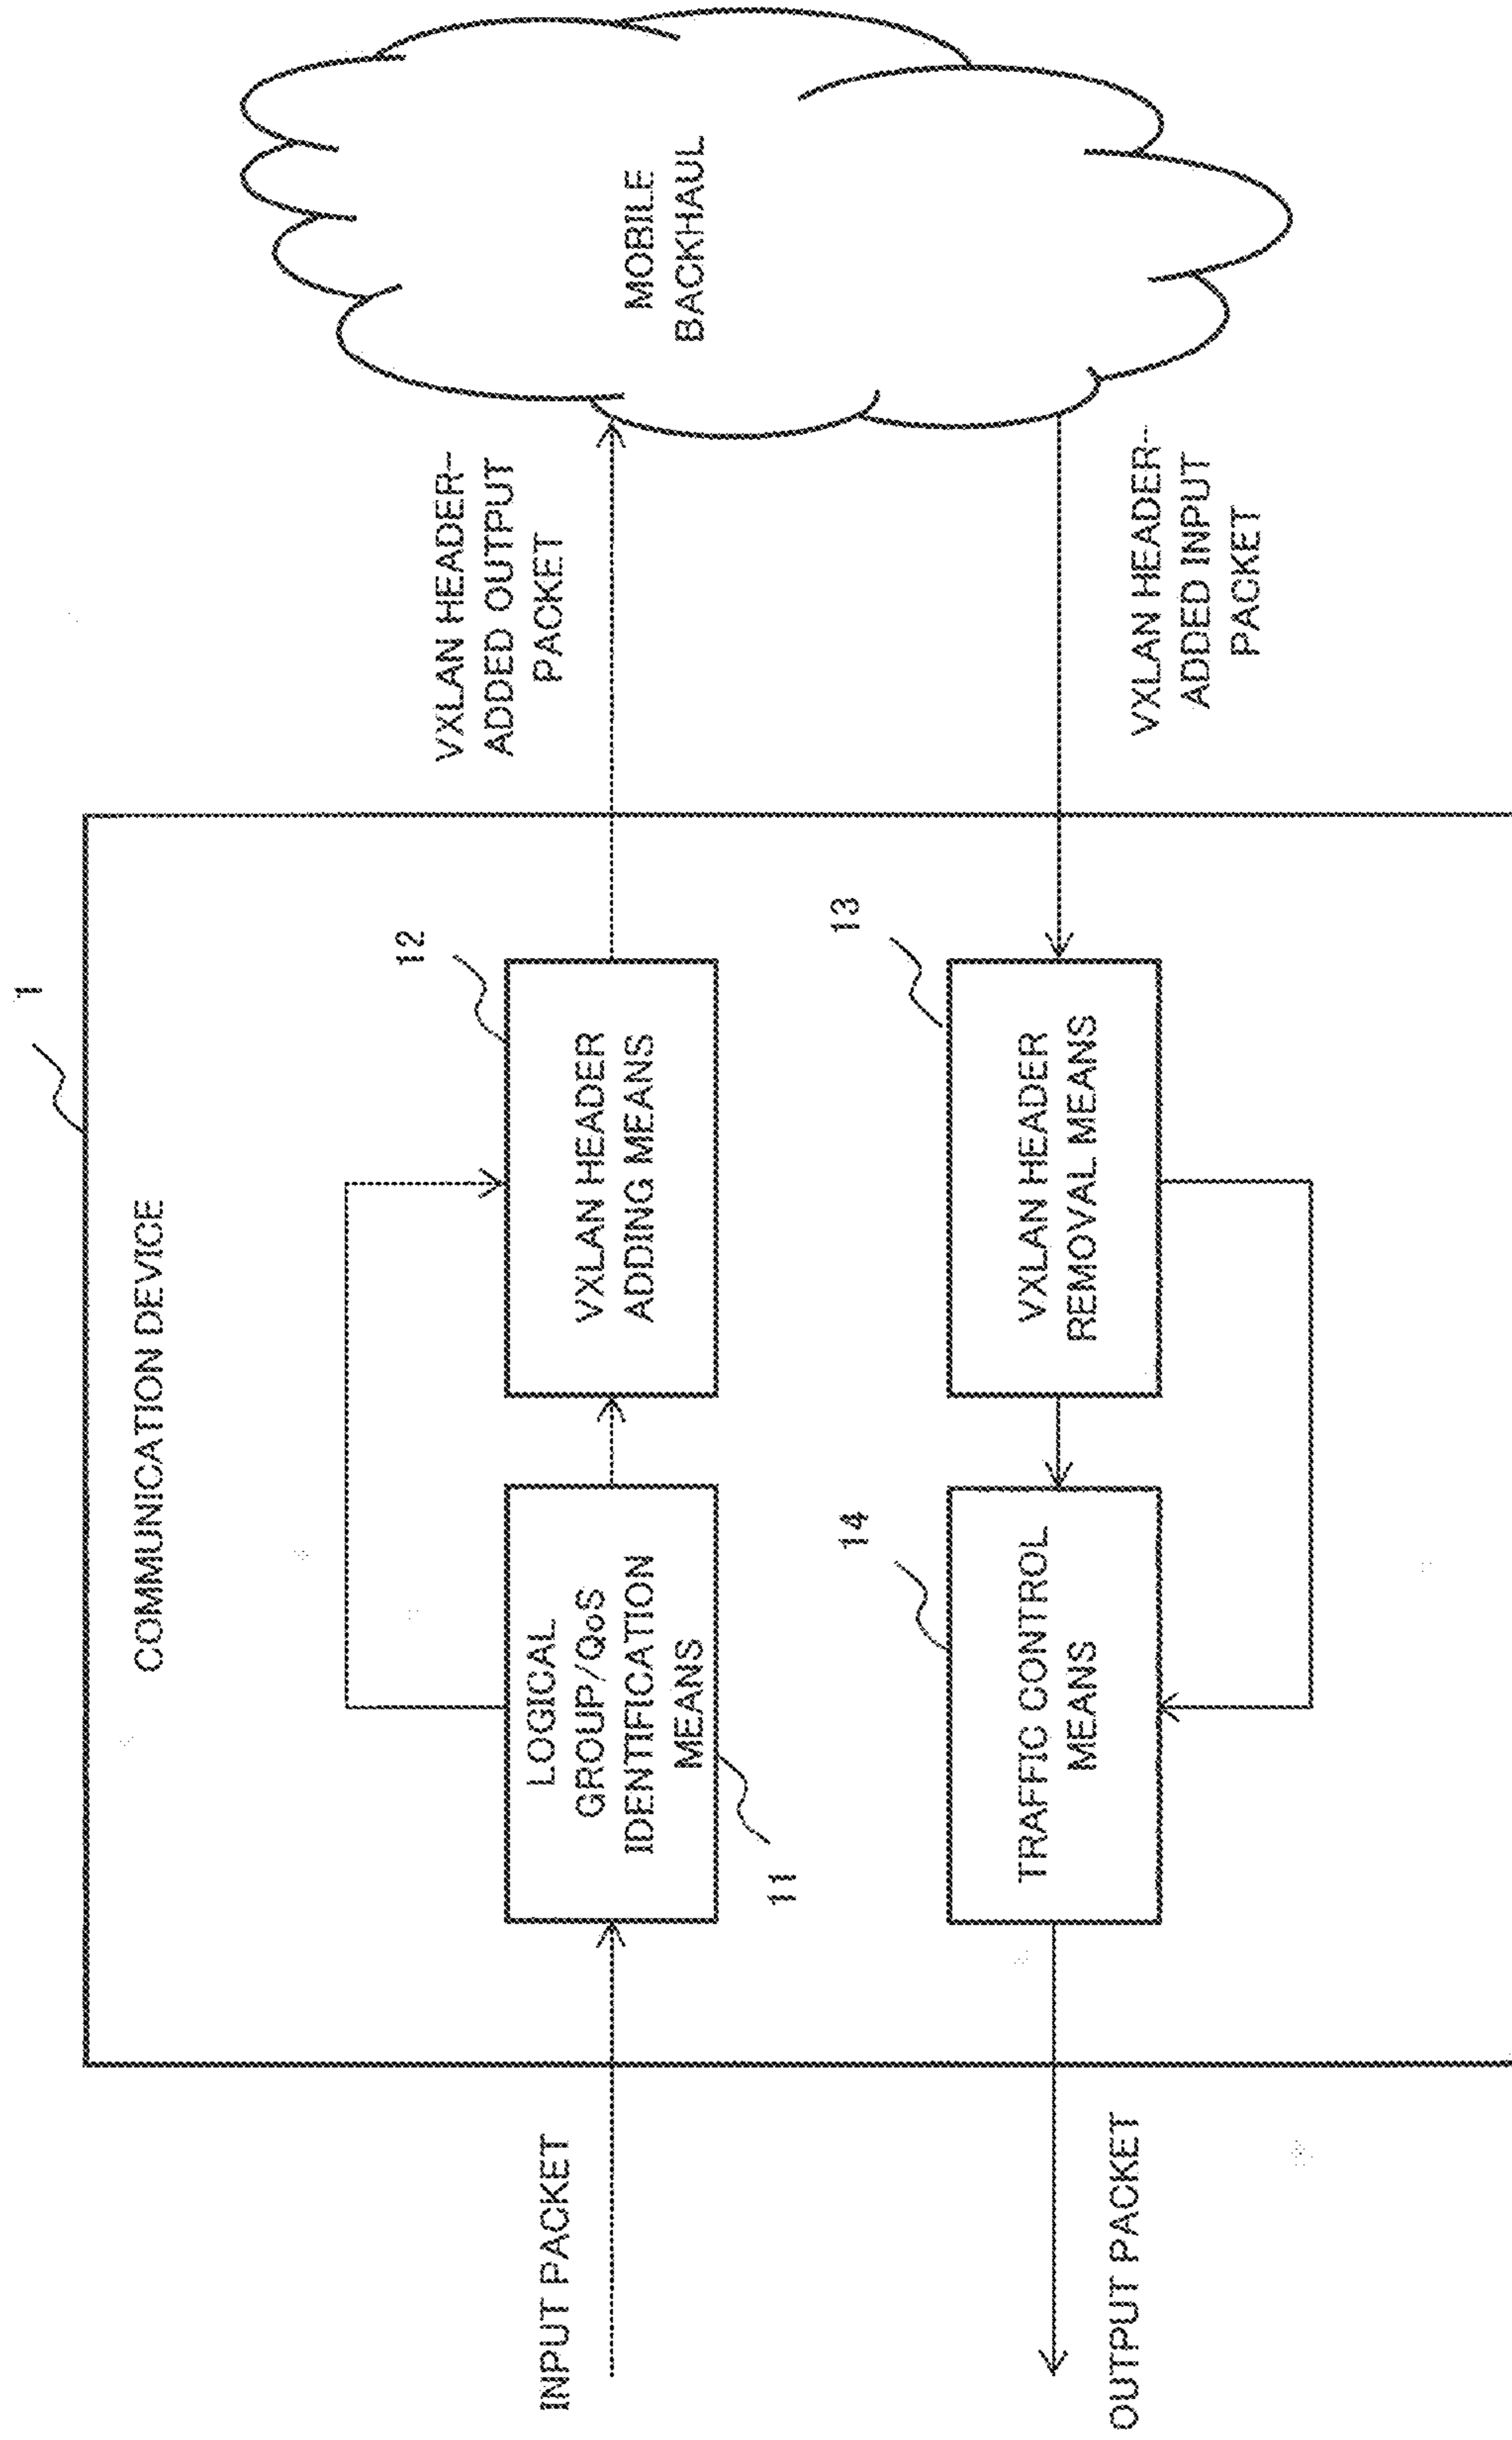 1
COMMUNICATION DEVICE
INPUT PACKET
LOGICAL
GROUP/QoS
IDENTIFICATION
MEANS
11
12
VXLAN HEADER
ADDING MEANS
VXLAN HEADER-
ADDED OUTPUT
PACKET
MOBILE
BACKHAUL
OUTPUT PACKET
14
TRAFFIC CONTROL
MEANS
13
VXLAN HEADER
REMOVAL MEANS
VXLAN HEADER-
ADDED INPUT
PACKET